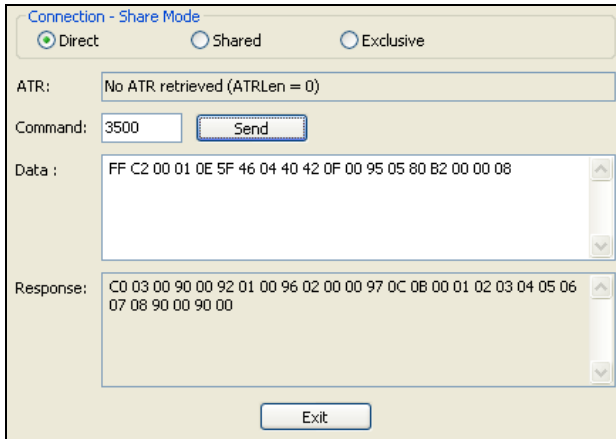 Connection - Share Mode
Direct Shared Exclusive
ATR: No ATR retrieved (ATRLen = 0)
Command: 3500 Send
Data : FF C2 00 01 0E 5F 46 04 40 42 0F 00 95 05 80 B2 00 00 08
Response: C0 03 00 90 00 92 01 00 96 02 00 00 97 0C 0B 00 01 02 03 04 05 06
07 08 90 00 90 00
Exit